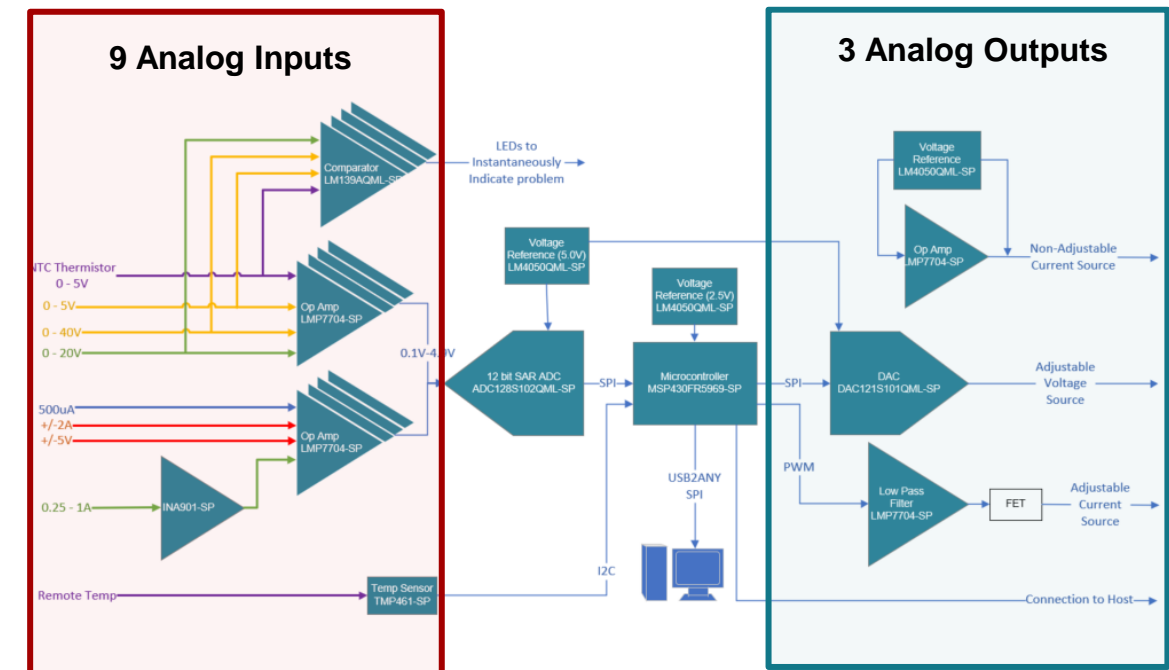 9 Analog Inputs
3 Analog Outputs
LEDs to
Instantaneously
Indicate problem
Comparator
LM139AQML-SP
Voltage
Reference
LM4050QML-SP
Op Amp
LMP7704-SP
Non-Adjustable
Current Source
NTC Thermistor
0 - 5V
0 - 5V
0 - 40V
0 - 20V
Op Amp
LMP7704-SP
Voltage
Reference (5.0V)
LM4050QML-SP
Voltage
Reference (2.5V)
LM4050QML-SP
12 bit SAR ADC
ADC128S102QML-SP
SPI
Microcontroller
MSP430FR5969-SP
SPI
DAC
DAC121S101QML-SP
Adjustable
Voltage
Source
500uA
+/-2A
+/-5V
Op Amp
LMP7704-SP
0.25 - 1A
INA901-SP
USB2ANY
SPI
PWM
Low Pass
Filter
LMP7704-SP
FET
Adjustable
Current
Source
I2C
Remote Temp
Temp Sensor
TMP461-SP
Connection to Host